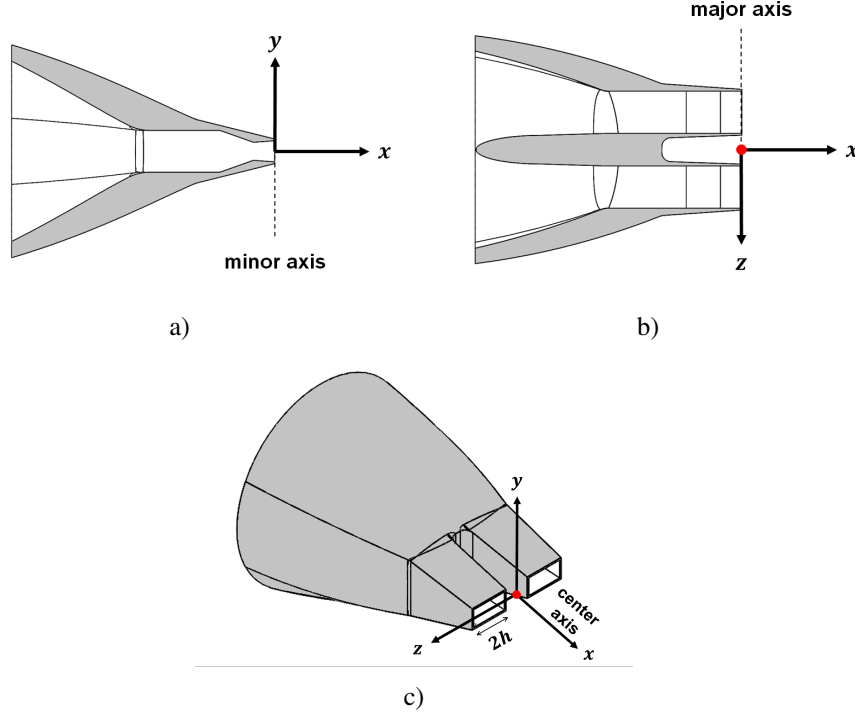 y
x
minor axis
a)
major axis
x
z
b)
y
center
axis
2h
z
x
c)